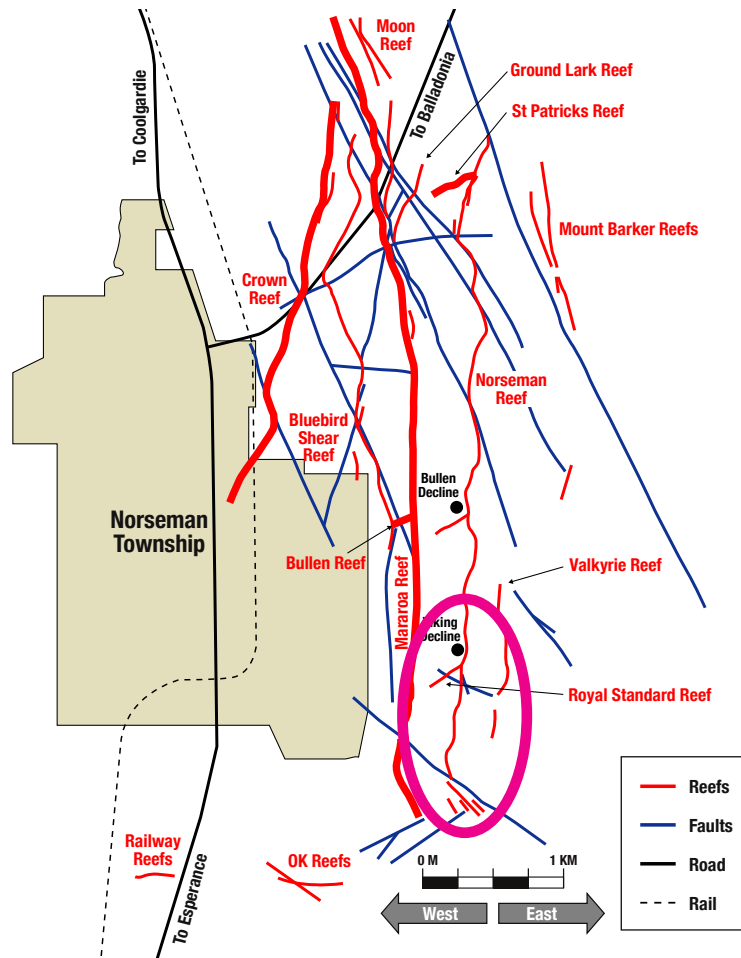 Moon
Reef
To Coolgardie
To Balladonia
Ground Lark Reef
St Patricks Reef
Mount Barker Reefs
Crown
Reef
Norseman
Reef
Bluebird
Shear
Reef
Bullen
Decline
Norseman
Township
Bullen Reef
Mararoa Reef
Valkyrie Reef
Viking
Decline
Royal Standard Reef
Railway
Reefs
OK Reefs
To Esperance
0 M 1 KM
West East
Reefs
Faults
Road
Rail